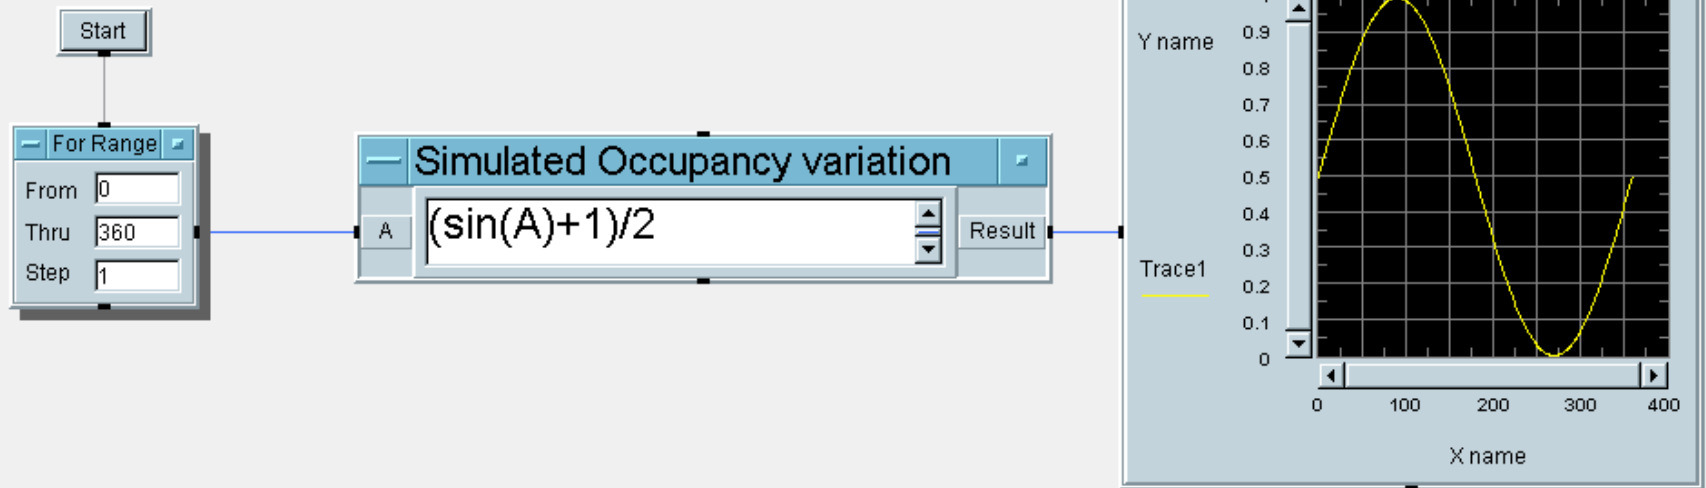 Start
For Range
From 0
Thru 360
Step 1
Simulated Occupancy variation
A
(sin(A)+1)/2
Result
Y name
0.9
0.8
0.7
0.6
0.5
0.4
0.3
0.2
0.1
0
Trace1
0 100 200 300 400
X name